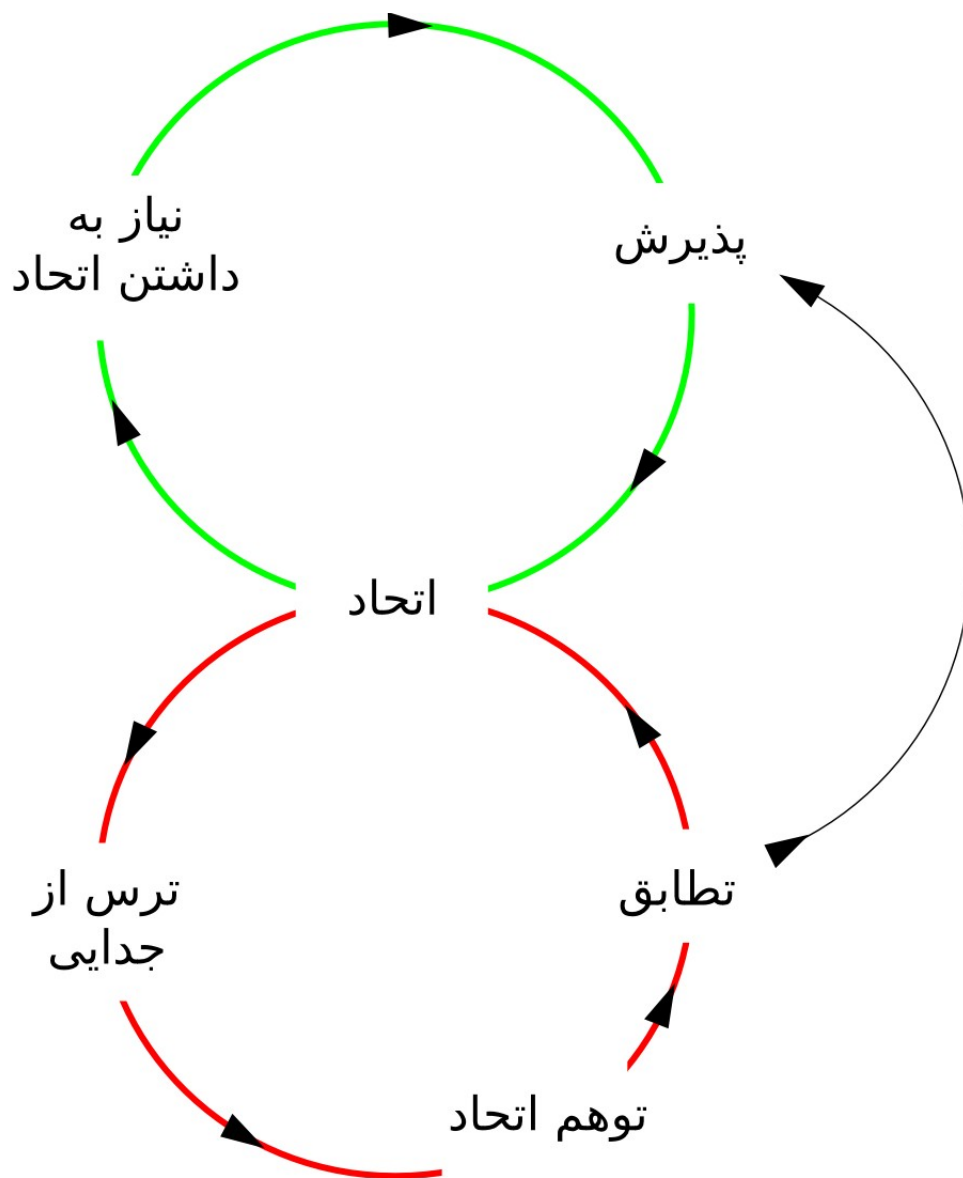 نیاز به
داشتن اتحاد
پذیرش
اتحاد
ترس از
جدایی
تطابق
توهم اتحاد